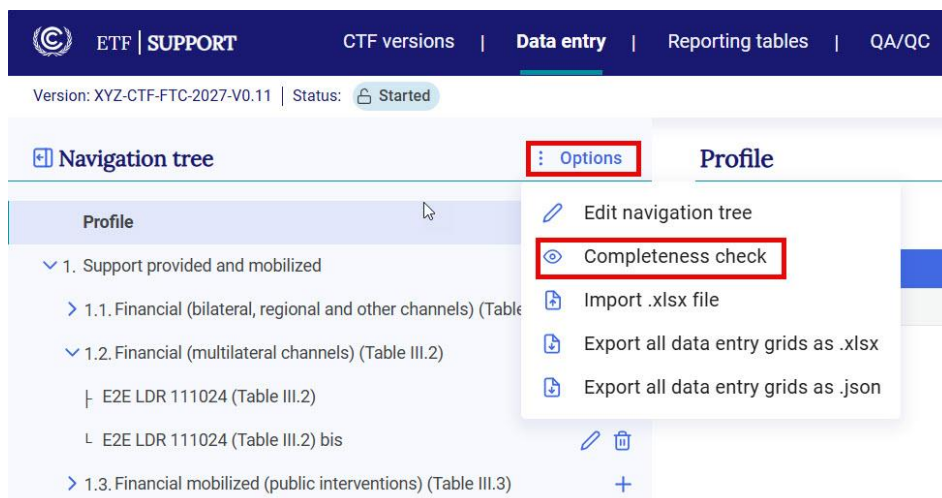 ETF | SUPPORT CTF versions | Data entry | Reporting tables | QA/QC
Version: XYZ-CTF-FTC-2027-V0.11 | Status: Started
Navigation tree
Options
Profile
Profile
1. Support provided and mobilized
1.1. Financial (bilateral, regional and other channels) (Table
1.2. Financial (multilateral channels) (Table III.2)
E2E LDR 111024 (Table III.2)
E2E LDR 111024 (Table III.2) bis
1.3. Financial mobilized (public interventions) (Table III.3)
Edit navigation tree
Completeness check
Import .xlsx file
Export all data entry grids as .xlsx
Export all data entry grids as .json